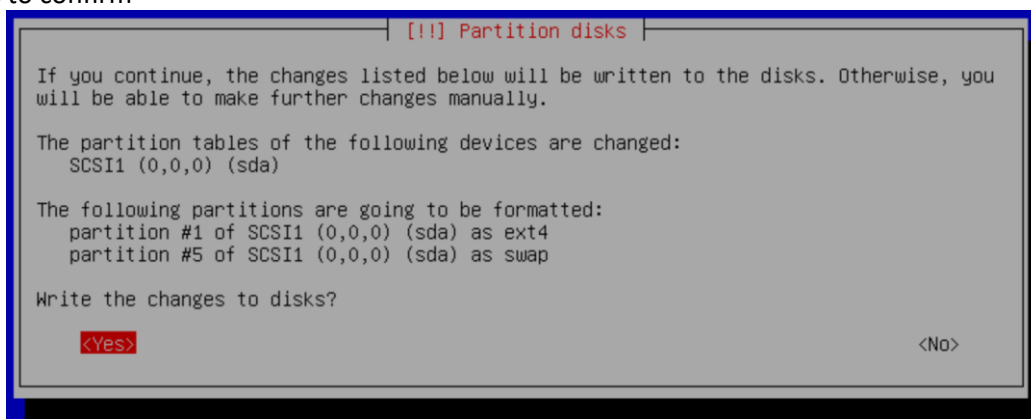 to confirm
[!!] Partition disks
If you continue, the changes listed below will be written to the disks. Otherwise, you
will be able to make further changes manually.
The partition tables of the following devices are changed:
SCSI1 (0,0,0) (sda)
The following partitions are going to be formatted:
partition #1 of SCSI1 (0,0,0) (sda) as ext4
partition #5 of SCSI1 (0,0,0) (sda) as swap
Write the changes to disks?
<Yes> <No>